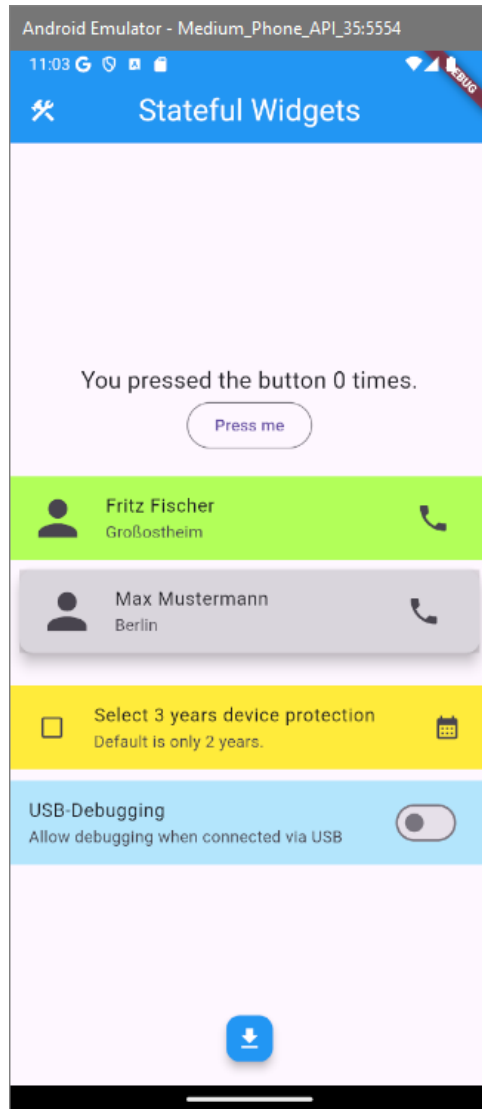 Android Emulator - Medium_Phone_API_35:5554
11:03 G A
DEBUG
Stateful Widgets
You pressed the button 0 times.
Press me
Fritz Fischer
Großostheim
Max Mustermann
Berlin
Select 3 years device protection
Default is only 2 years.
USB-Debugging
Allow debugging when connected via USB